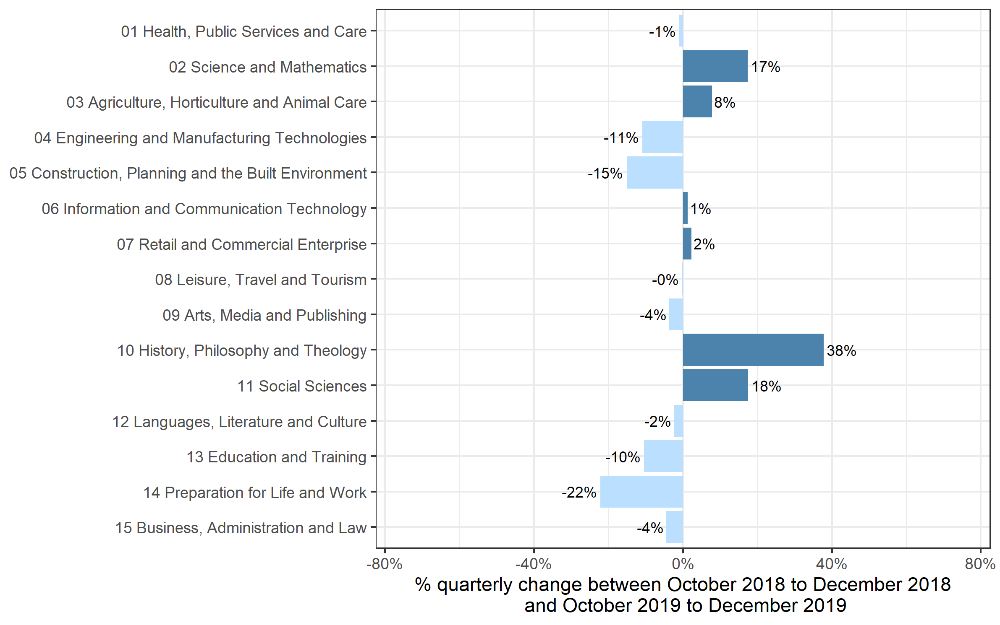 01 Health, Public Services and Care -1%
02 Science and Mathematics 17%
03 Agriculture, Horticulture and Animal Care 8%
04 Engineering and Manufacturing Technologies -11%
05 Construction, Planning and the Built Environment -15%
06 Information and Communication Technology 1%
07 Retail and Commercial Enterprise 2%
08 Leisure, Travel and Tourism -0%
09 Arts, Media and Publishing -4%
10 History, Philosophy and Theology 38%
11 Social Sciences 18%
12 Languages, Literature and Culture -2%
13 Education and Training -10%
14 Preparation for Life and Work -22%
15 Business, Administration and Law -4%
-80% -40% 0% 40% 80%
% quarterly change between October 2018 to December 2018
and October 2019 to December 2019